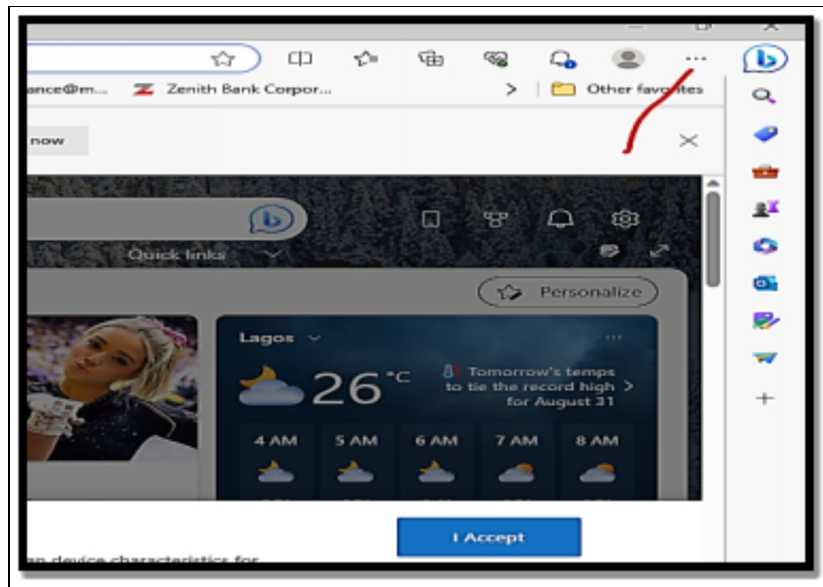 ance@m... Zenith Bank Corpor... Other favorites
now
Quick links
Personalize
Lagos
26 °C
Tomorrow's temps
to tie the record high
for August 31
4 AM 5 AM 6 AM 7 AM 8 AM
I Accept
an device characteristics for